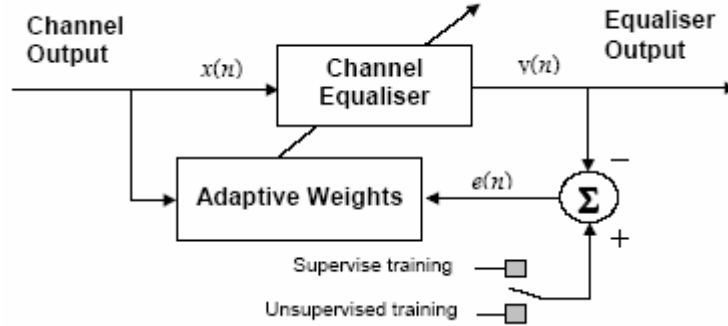 Channel
Output
Equaliser
Output
x(n)
Channel
Equaliser
y(n)
Adaptive Weights
e(n)
−
Σ
+
Supervise training
Unsupervised training